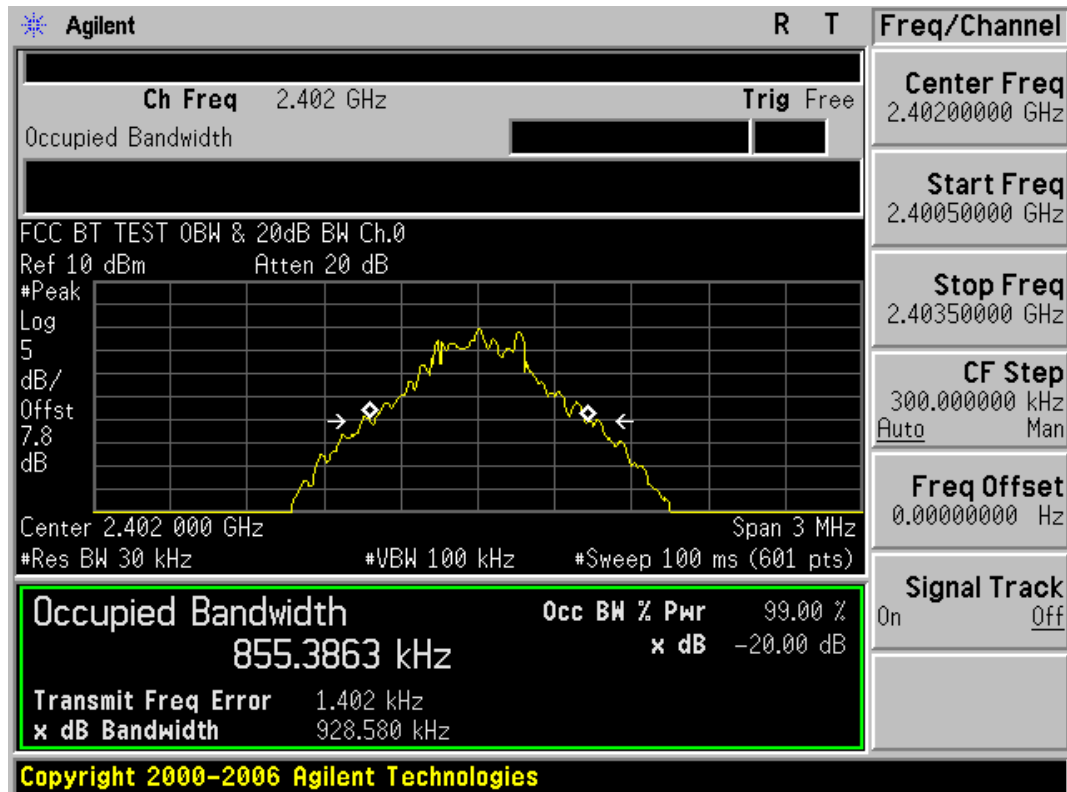 Agilent R T
Freq/Channel
Ch Freq 2.402 GHz Trig Free
Occupied Bandwidth
FCC BT TEST OBW & 20dB BW Ch.0
Ref 10 dBm Atten 20 dB
#Peak
Log
5
dB/
Offst
7.8
dB
Center 2.402 000 GHz Span 3 MHz
#Res BW 30 kHz #VBW 100 kHz #Sweep 100 ms (601 pts)
Occupied Bandwidth
855.3863 kHz
Occ BW % Pwr 99.00 %
x dB -20.00 dB
Transmit Freq Error 1.402 kHz
x dB Bandwidth 928.580 kHz
Center Freq
2.40200000 GHz
Start Freq
2.40050000 GHz
Stop Freq
2.40350000 GHz
CF Step
300.000000 kHz
Auto Man
Freq Offset
0.00000000 Hz
Signal Track
On Off
Copyright 2000-2006 Agilent Technologies